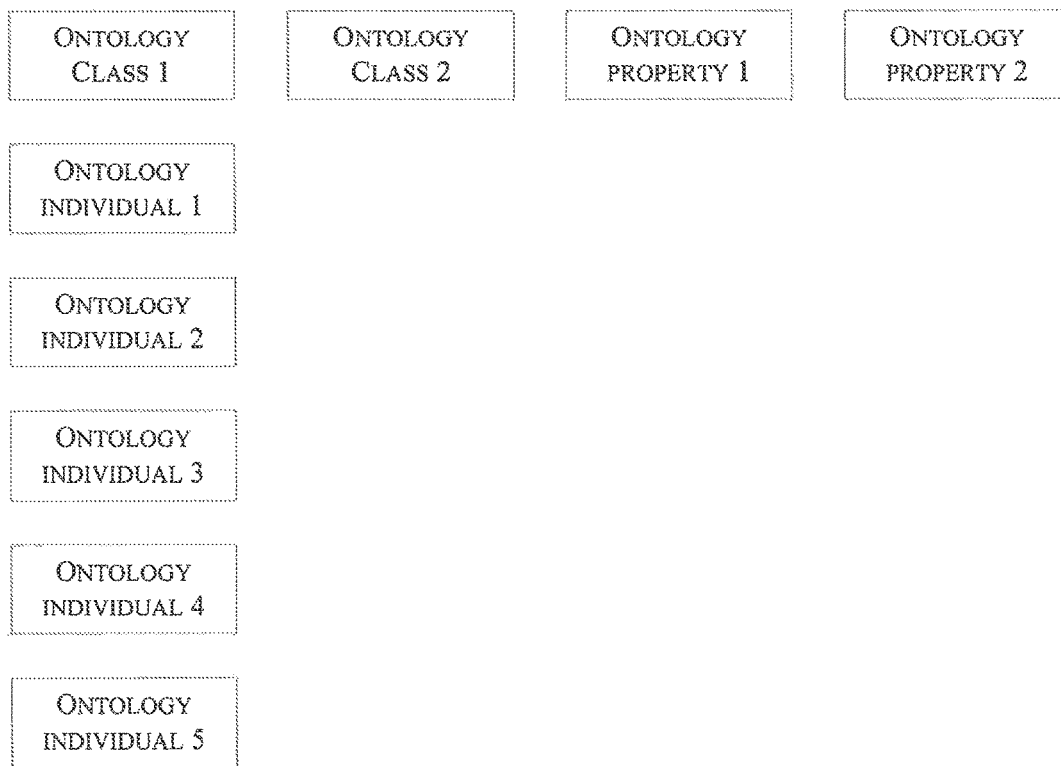 ONTOLOGY
CLASS 1
ONTOLOGY
CLASS 2
ONTOLOGY
PROPERTY 1
ONTOLOGY
PROPERTY 2
ONTOLOGY
INDIVIDUAL 1
ONTOLOGY
INDIVIDUAL 2
ONTOLOGY
INDIVIDUAL 3
ONTOLOGY
INDIVIDUAL 4
ONTOLOGY
INDIVIDUAL 5